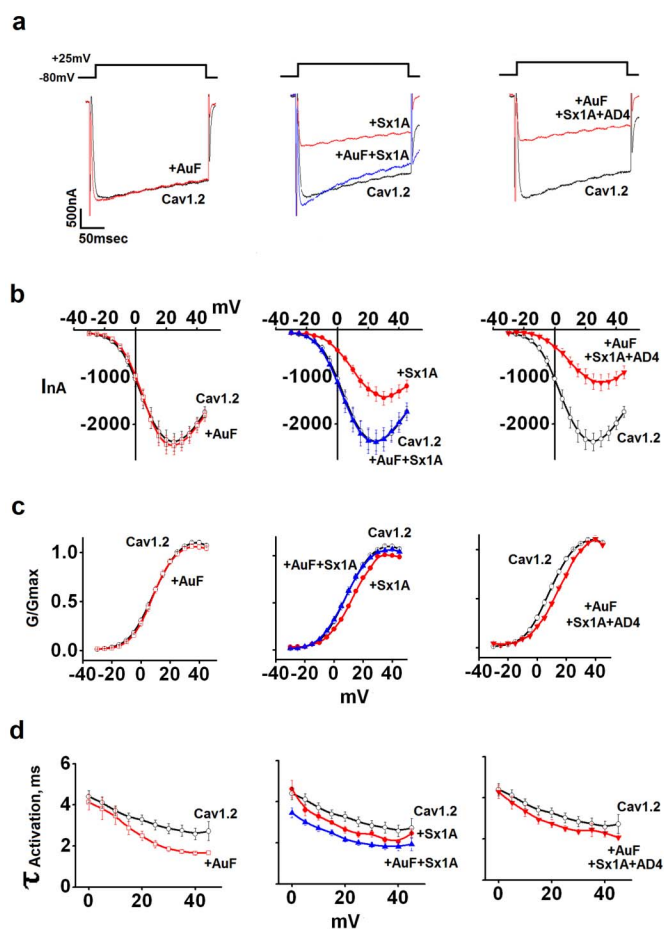 a
+25mV
-80mV
+AuF
Cav1.2
500nA
50msec
+Sx1A
+AuF+Sx1A
Cav1.2
+AuF
+Sx1A+AD4
Cav1.2
b
mV
-40 -20 0 20 40
-1000
-2000
InA
Cav1.2
+AuF
-40 -20 0 20 40
-1000
-2000
+Sx1A
Cav1.2
+AuF+Sx1A
-40 -20 0 20 40
-1000
-2000
+AuF
+Sx1A+AD4
Cav1.2
c
G/Gmax
1.0
0.5
0.0
Cav1.2
+AuF
-40 -20 0 20 40
Cav1.2
+AuF+Sx1A
+Sx1A
-40 -20 0 20 40
mV
Cav1.2
+AuF
+Sx1A+AD4
-40 -20 0 20 40
d
τ Activation, ms
6
4
2
0
Cav1.2
+AuF
0 20 40
Cav1.2
+Sx1A
+AuF+Sx1A
0 20 40
mV
Cav1.2
+AuF
+Sx1A+AD4
0 20 40